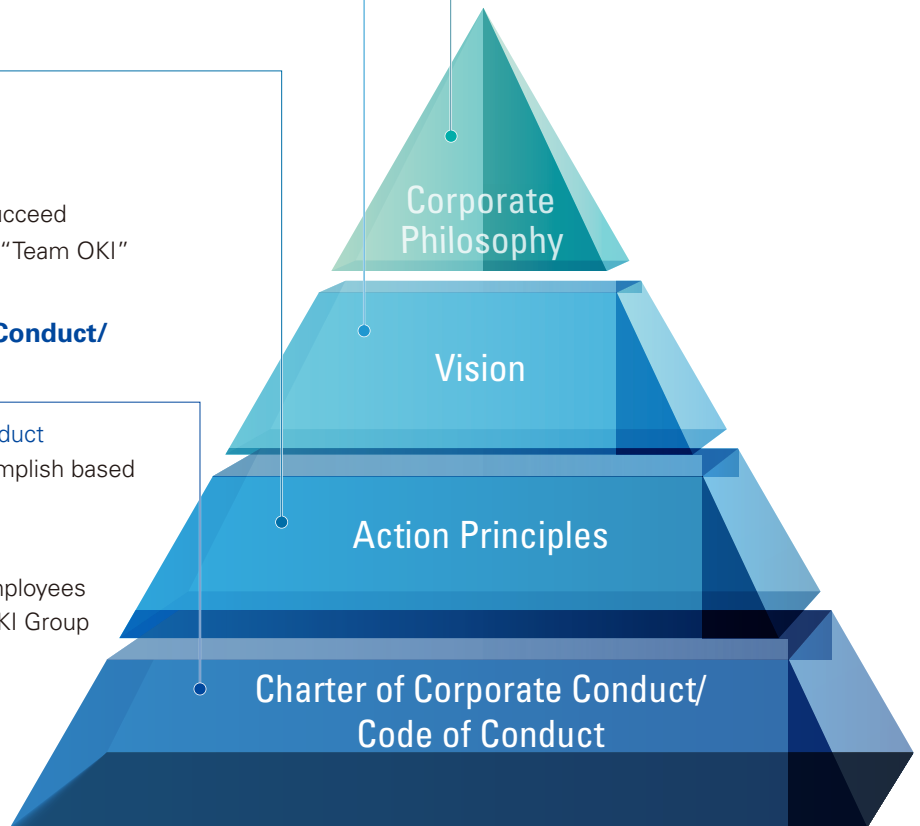 ucceed
“Team OKI”
Conduct/
duct
mplish based
nployees
KI Group
Corporate
Philosophy
Vision
Action Principles
Charter of Corporate Conduct/
Code of Conduct